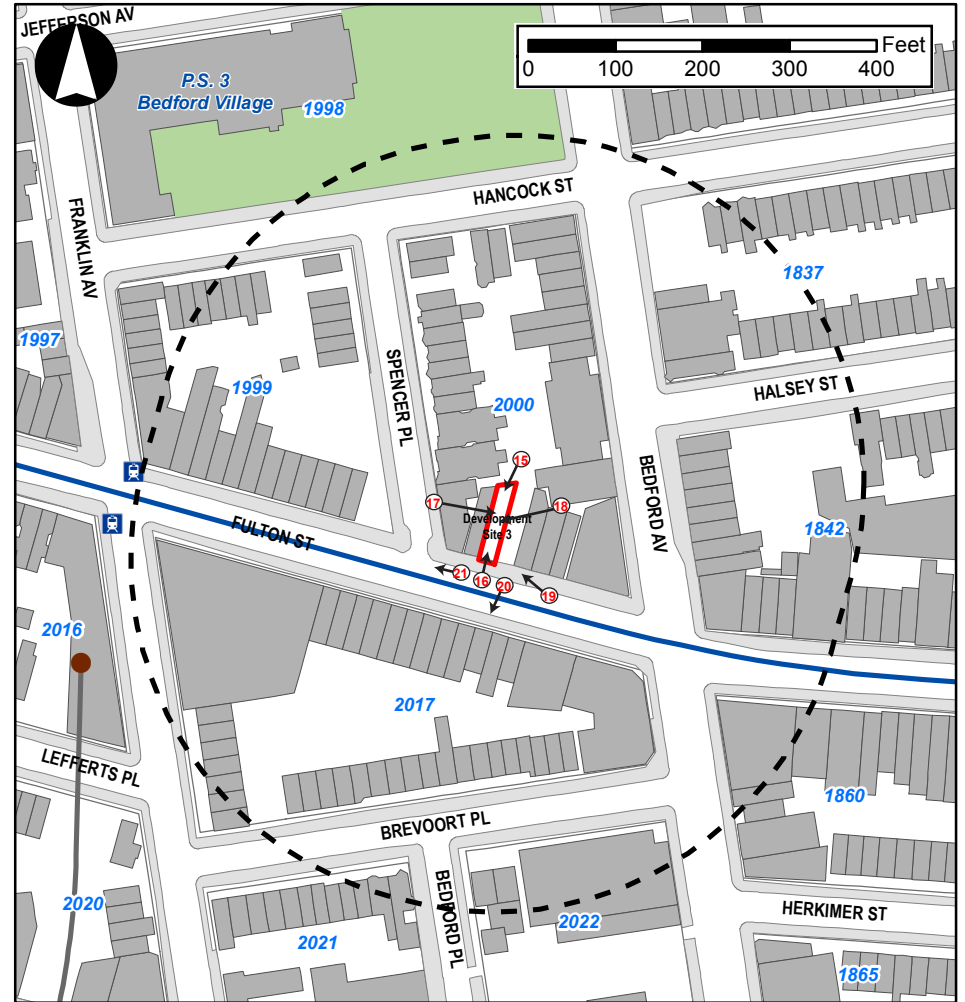 JEFFERSON AV
Feet
0 100 200 300 400
P.S. 3
Bedford Village
1998
HANCOCK ST
FRANKLIN AV
1837
1997
SPENCER PL
1999
HALSEY ST
2000
15
BEDFORD AV
17
18
Development
Site 3
1842
FULTON ST
21
16
20
19
2016
2017
LEFFERTS PL
1860
BREVOORT PL
BEDFORD PL
2020
2022
HERKIMER ST
2021
1865